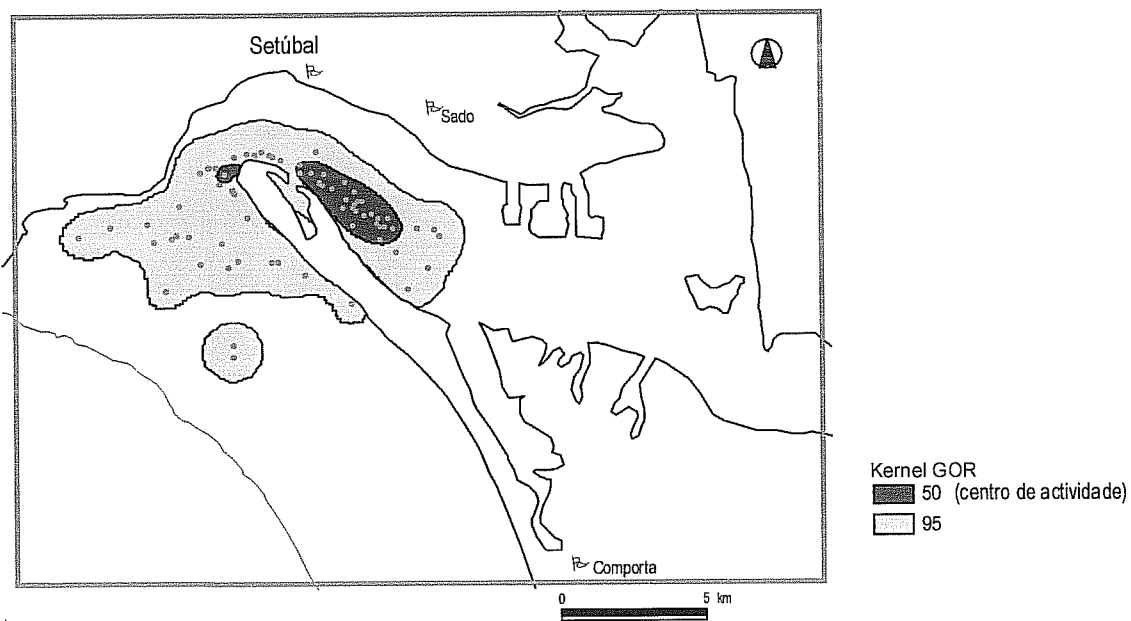 Setúbal
Sado
Comporta
0 5 km
Kernel GOR
50 (centro de actividade)
95